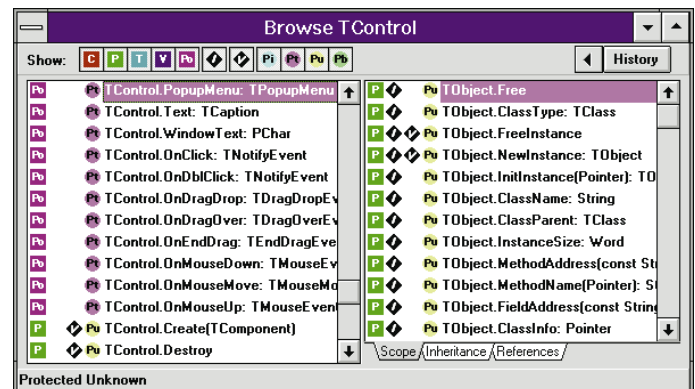 Browse TControl
Show: C P T V Po Pi Pt Pu Pb History
Po Pt TControl.PopupMenu: TPopupMenu
Po Pt TControl.Text: TCaption
Po Pt TControl.WindowText: PChar
Po Pt TControl.OnClick: TNotifyEvent
Po Pt TControl.OnDblClick: TNotifyEvent
Po Pt TControl.OnDragDrop: TDragDropEv
Po Pt TControl.OnDragOver: TDragOverEv
Po Pt TControl.OnEndDrag: TEndDragEve
Po Pt TControl.OnMouseDown: TMouseEv
Po Pt TControl.OnMouseMove: TMouseMo
Po Pt TControl.OnMouseUp: TMouseEvent
P V Pu TControl.Create(TComponent)
P V Pu TControl.Destroy
P I Pu TObject.Free
P I Pu TObject.ClassType: TClass
P I V Pu TObject.FreeInstance
P I V Pu TObject.NewInstance: TObject
P I Pu TObject.InitInstance(Pointer): TO
P I Pu TObject.ClassName: String
P I Pu TObject.ClassParent: TClass
P I Pu TObject.InstanceSize: Word
P I Pu TObject.MethodAddress(const St
P I Pu TObject.MethodName(Pointer): St
P I Pu TObject.FieldAddress(const String
P I Pu TObject.ClassInfo: Pointer
Scope Inheritance References
Protected Unknown